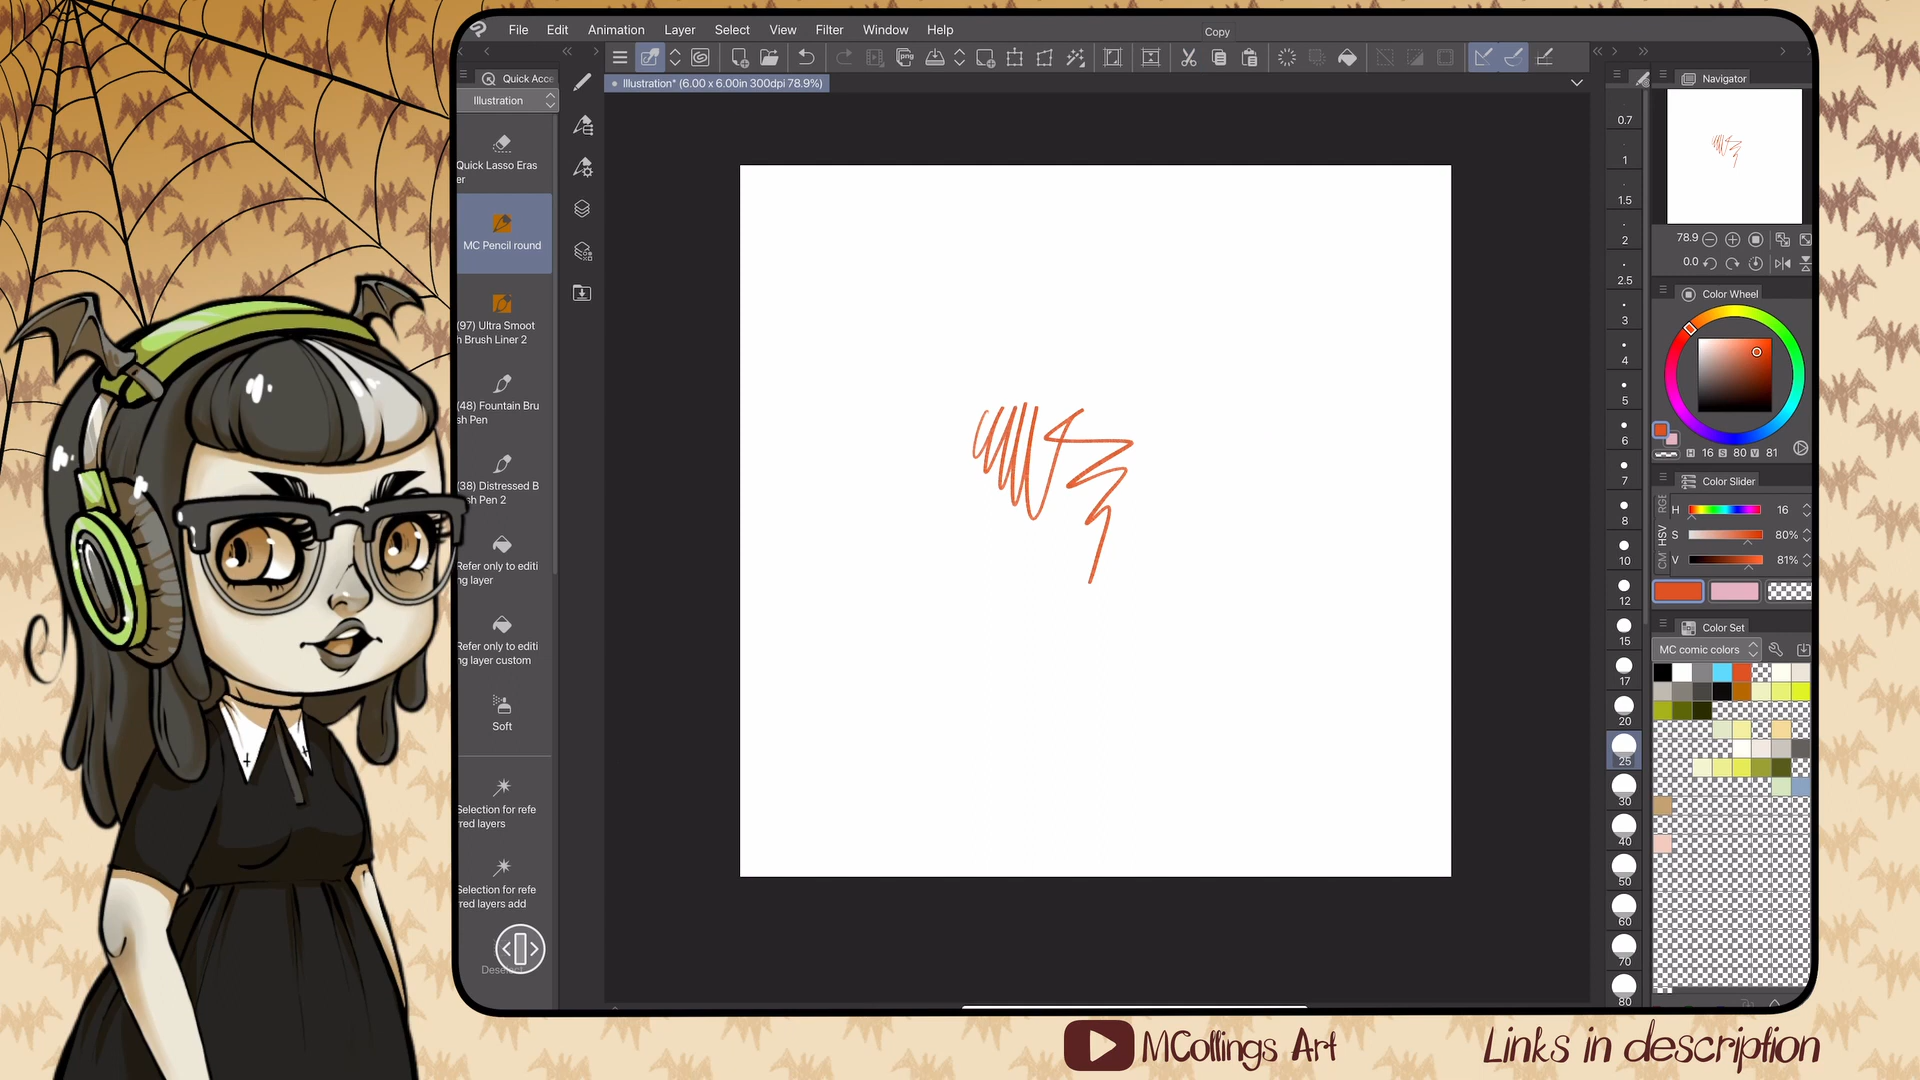 File Edit Animation Layer Select View Filter Window Help
Copy
Quick Acce
Illustration
Illustration* (6.00 x 6.00in 300dpi 78.9%)
Quick Lasso Eras
er
MC Pencil round
(97) Ultra Smoot
h Brush Liner 2
(48) Fountain Bru
sh Pen
(38) Distressed B
sh Pen 2
Refer only to editi
ng layer
Refer only to editi
ng layer custom
Soft
Selection for refe
rred layers
Selection for refe
rred layers add
0.7
1
1.5
2
2.5
3
4
5
6
7
8
10
12
15
17
20
25
30
40
50
60
70
80
Navigator
78.9
0.0
Color Wheel
H 16 S 80 V 81
Color Slider
HSV
H 16
S 80%
V 81%
Color Set
MC comic colors
MCollings Art
Links in description